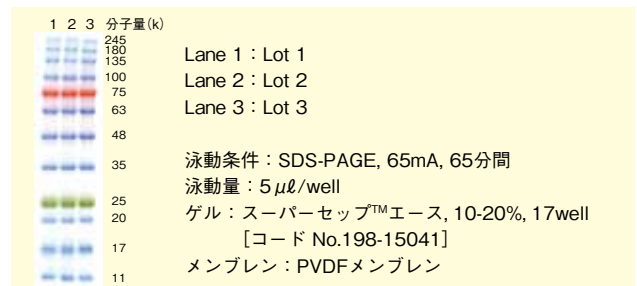 1 2 3 分子量(k)
245
180
135
100
75
63
48
35
25
20
17
11
Lane 1:Lot 1
Lane 2:Lot 2
Lane 3:Lot 3
泳動条件:SDS-PAGE, 65mA, 65分間
泳動量:5 μℓ/well
ゲル:スーパーセップ™エース, 10-20%, 17well
[コード No.198-15041]
メンブレン:PVDFメンブレン